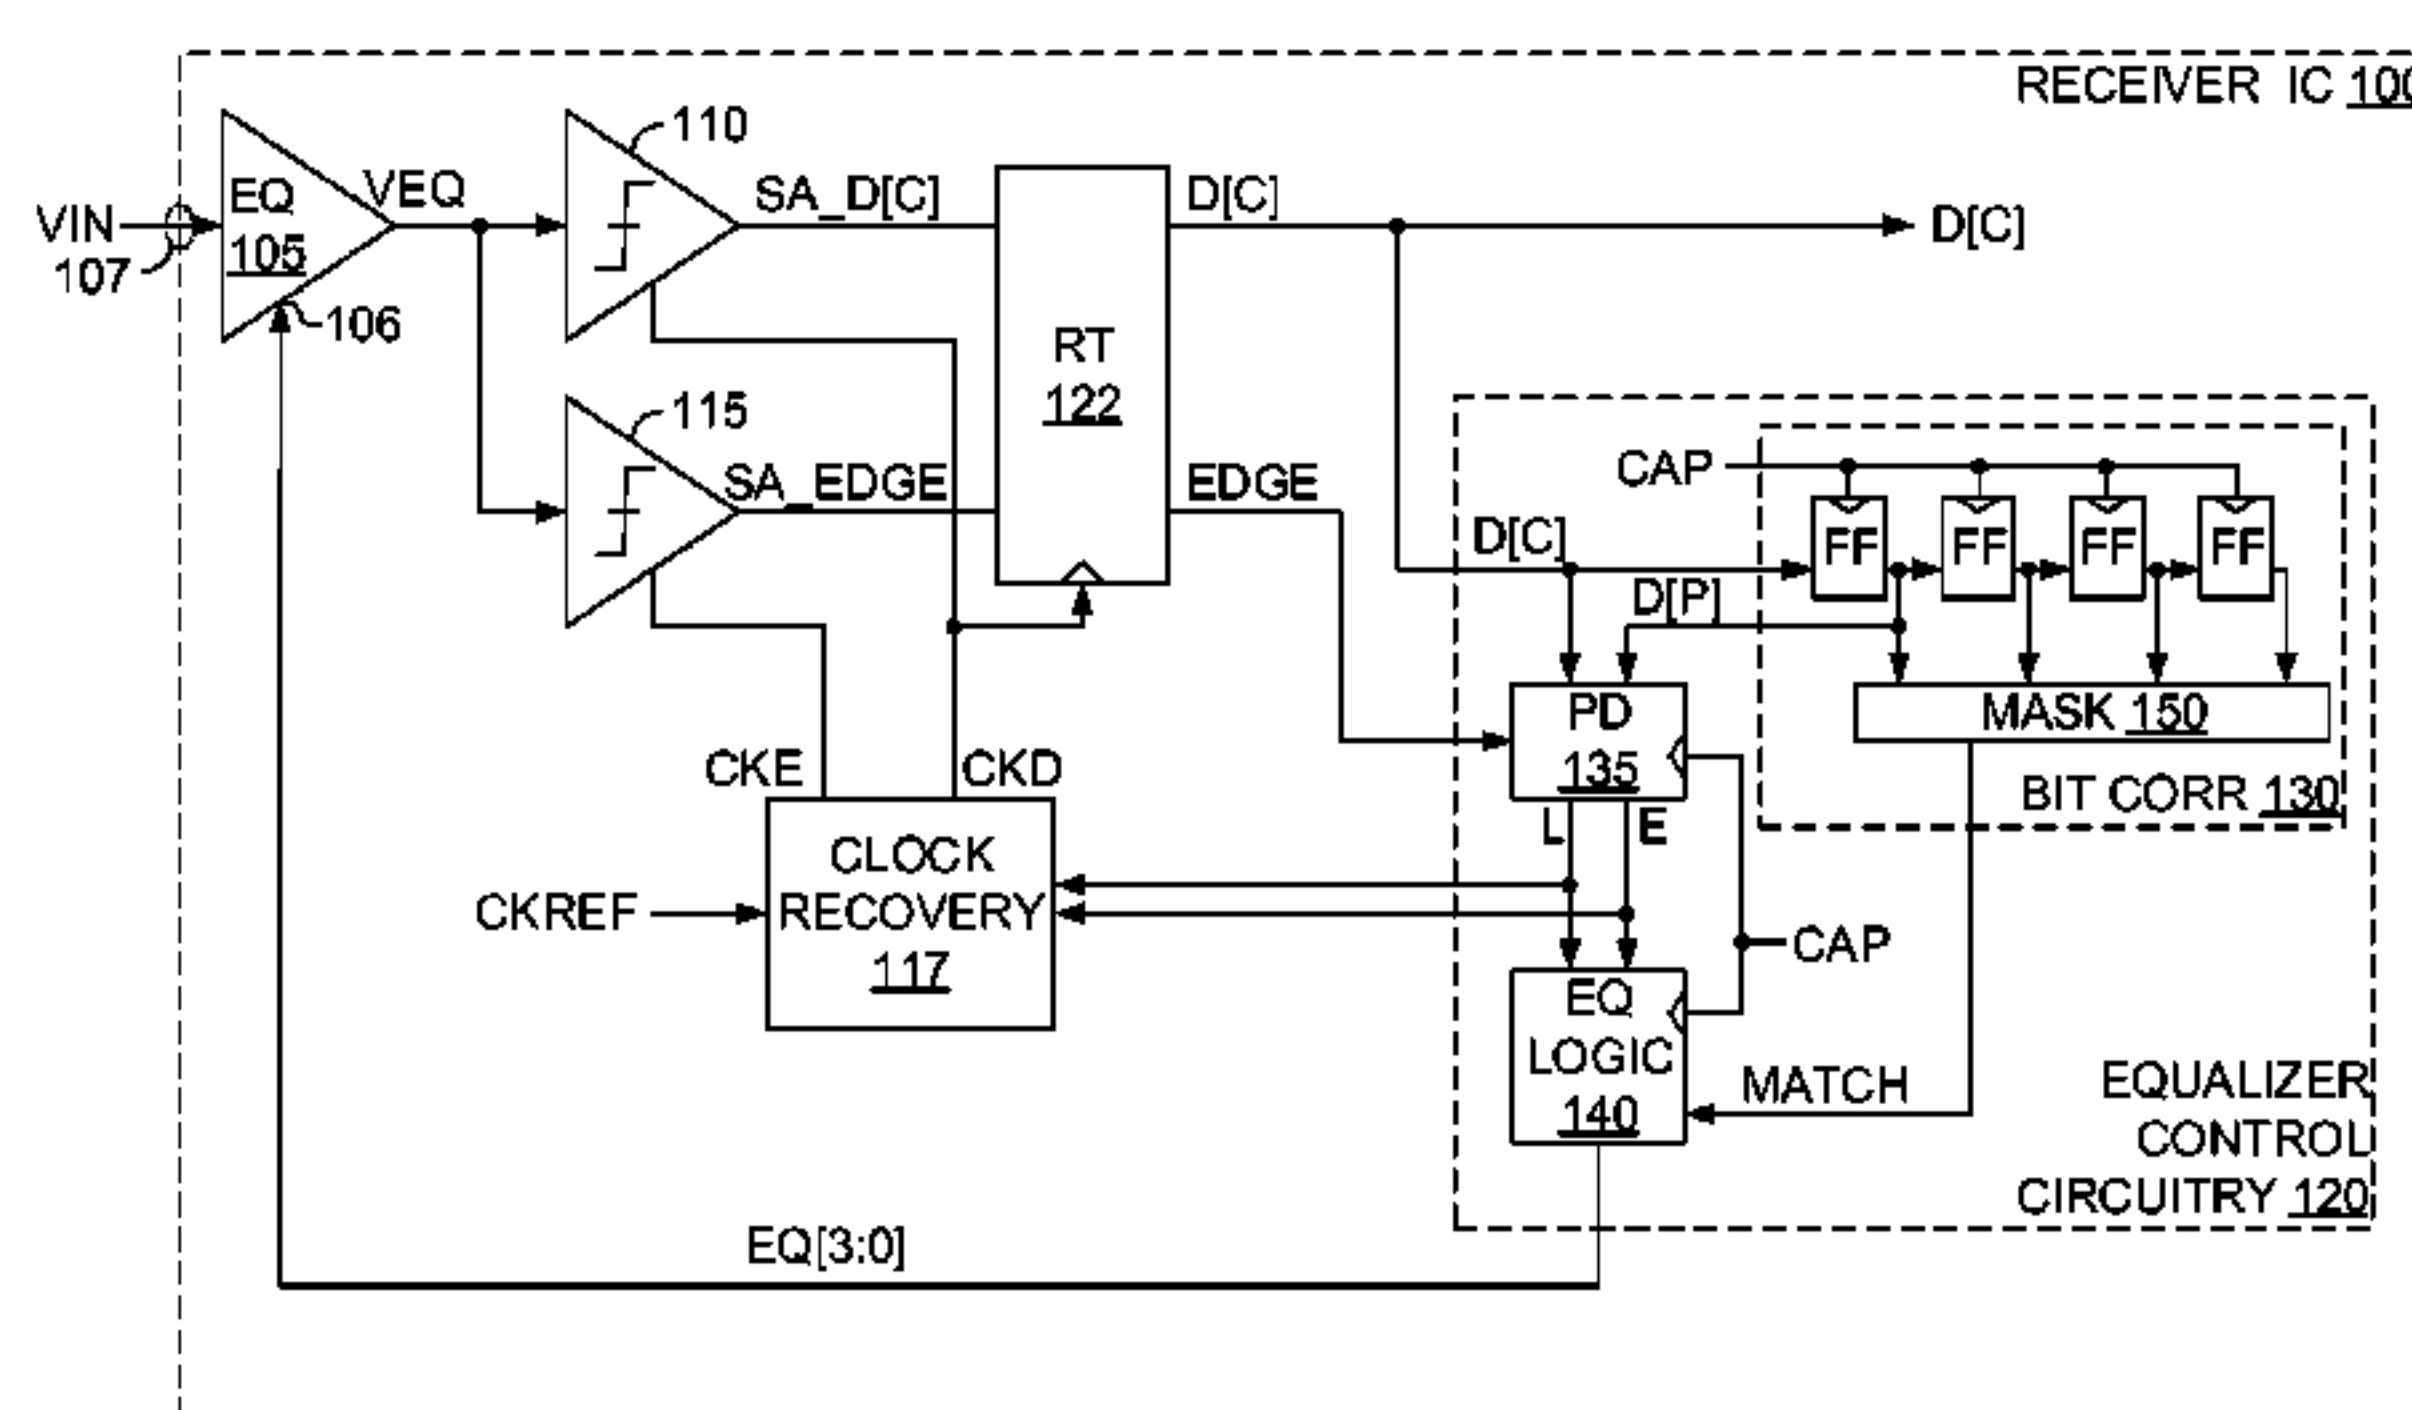 RECEIVER IC 100
110
EQ
105
VEQ
SA_D[C]
D[C]
VIN
D[C]
107
106
RT
122
115
SA_EDGE
EDGE
CAP
D[C]
FF FF FF FF
D[P]
PD
135
MASK 150
BIT CORR 130
CKE
CKD
L
E
CLOCK
RECOVERY
117
CKREF
CAP
EQ
LOGIC
140
MATCH
EQUALIZER
CONTROL
CIRCUITRY 120
EQ[3:0]